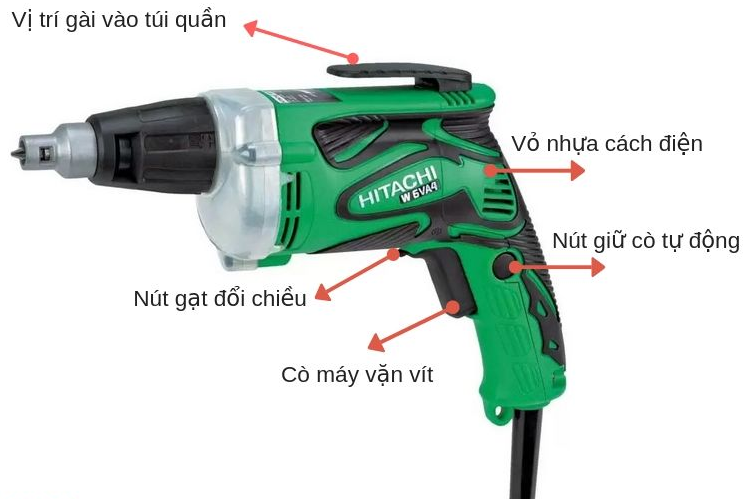 Vị trí gài vào túi quần
Vỏ nhựa cách điện
HITACHI
W 6VA4
Nút giữ cò tự động
Nút gạt đổi chiều
Cò máy vặn vít